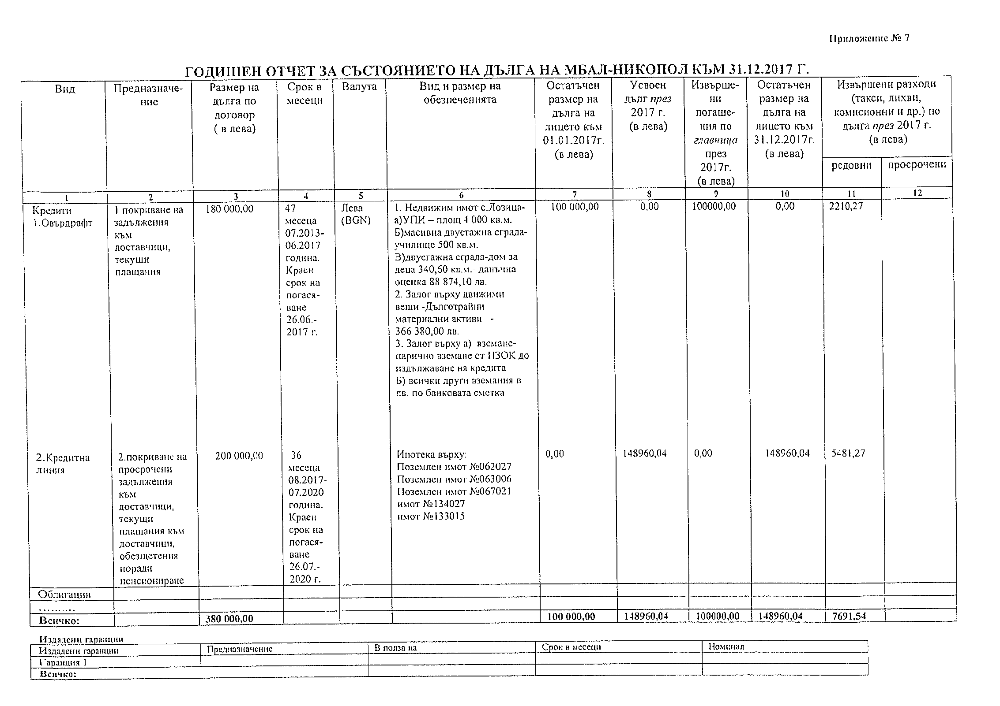 Приложение № 7
ГОДИШЕН ОТЧЕТ ЗА СЪСТОЯНИЕТО НА ДЪЛГА НА МБАЛ-НИКОПОЛ КЪМ 31.12.2017 Г.
Вид
Предназначе-
ние
Размер на
дълга по
договор
( в лева)
Срок в
месеци
Валута
Вид и размер на
обезпеченията
Остатъчен
размер на
дълга на
лицето към
01.01.2017г.
(в лева)
Усвоен
дълг през
2017 г.
(в лева)
Извърше-
ни
погаше-
ния по
главница
през
2017г.
(в лева)
Остатъчен
размер на
дълга на
лицето към
31.12.2017г.
(в лева)
Извършени разходи
(такси, лихви,
комисионни и др.) по
дълга през 2017 г.
(в лева)
редовни
просрочени
1 2 3 4 5 6 7 8 9 10 11 12
Кредити
1.Овърдрафт
1 покриване на
задължения
към
доставчици,
текущи
плащания
180 000,00
47
месеца
07.2013-
06.2017
година.
Краен
срок на
погася-
ване
26.06.-
2017 г.
Лева
(BGN)
1. Недвижим имот с.Лозица-
а)УПИ – площ 4 000 кв.м.
Б)масивна двуетажна сграда-
училище 500 кв.м.
В)двуетажна сграда-дом за
деца 340,60 кв.м.- данъчна
оценка 88 874,10 лв.
2. Залог върху движими
вещи -Дълготрайни
материални активи -
366 380,00 лв.
3. Залог върху а) вземане-
парично вземане от НЗОК до
издължаване на кредита
Б) всички други вземания в
лв. по банковата сметка
100 000,00
0,00
100000,00
0,00
2210,27
2.Кредитна
линия
2.покриване на
просрочени
задължения
към
доставчици,
текущи
плащания към
доставчици,
обезщетения
поради
пенсиониране
200 000,00
36
месеца
08.2017-
07.2020
година.
Краен
срок на
погася-
ване
26.07.-
2020 г.
Ипотека върху:
Поземлен имот №062027
Поземлен имот №063006
Поземлен имот №067021
имот №134027
имот №133015
0,00
148960,04
0,00
148960,04
5481,27
Облигации
..........
Всичко: 380 000,00 100 000,00 148960,04 100000,00 148960,04 7691,54
Издадени гаранции
Издадени гаранции Предназначение В полза на Срок в месеци Номинал
Гаранция 1
Всичко: